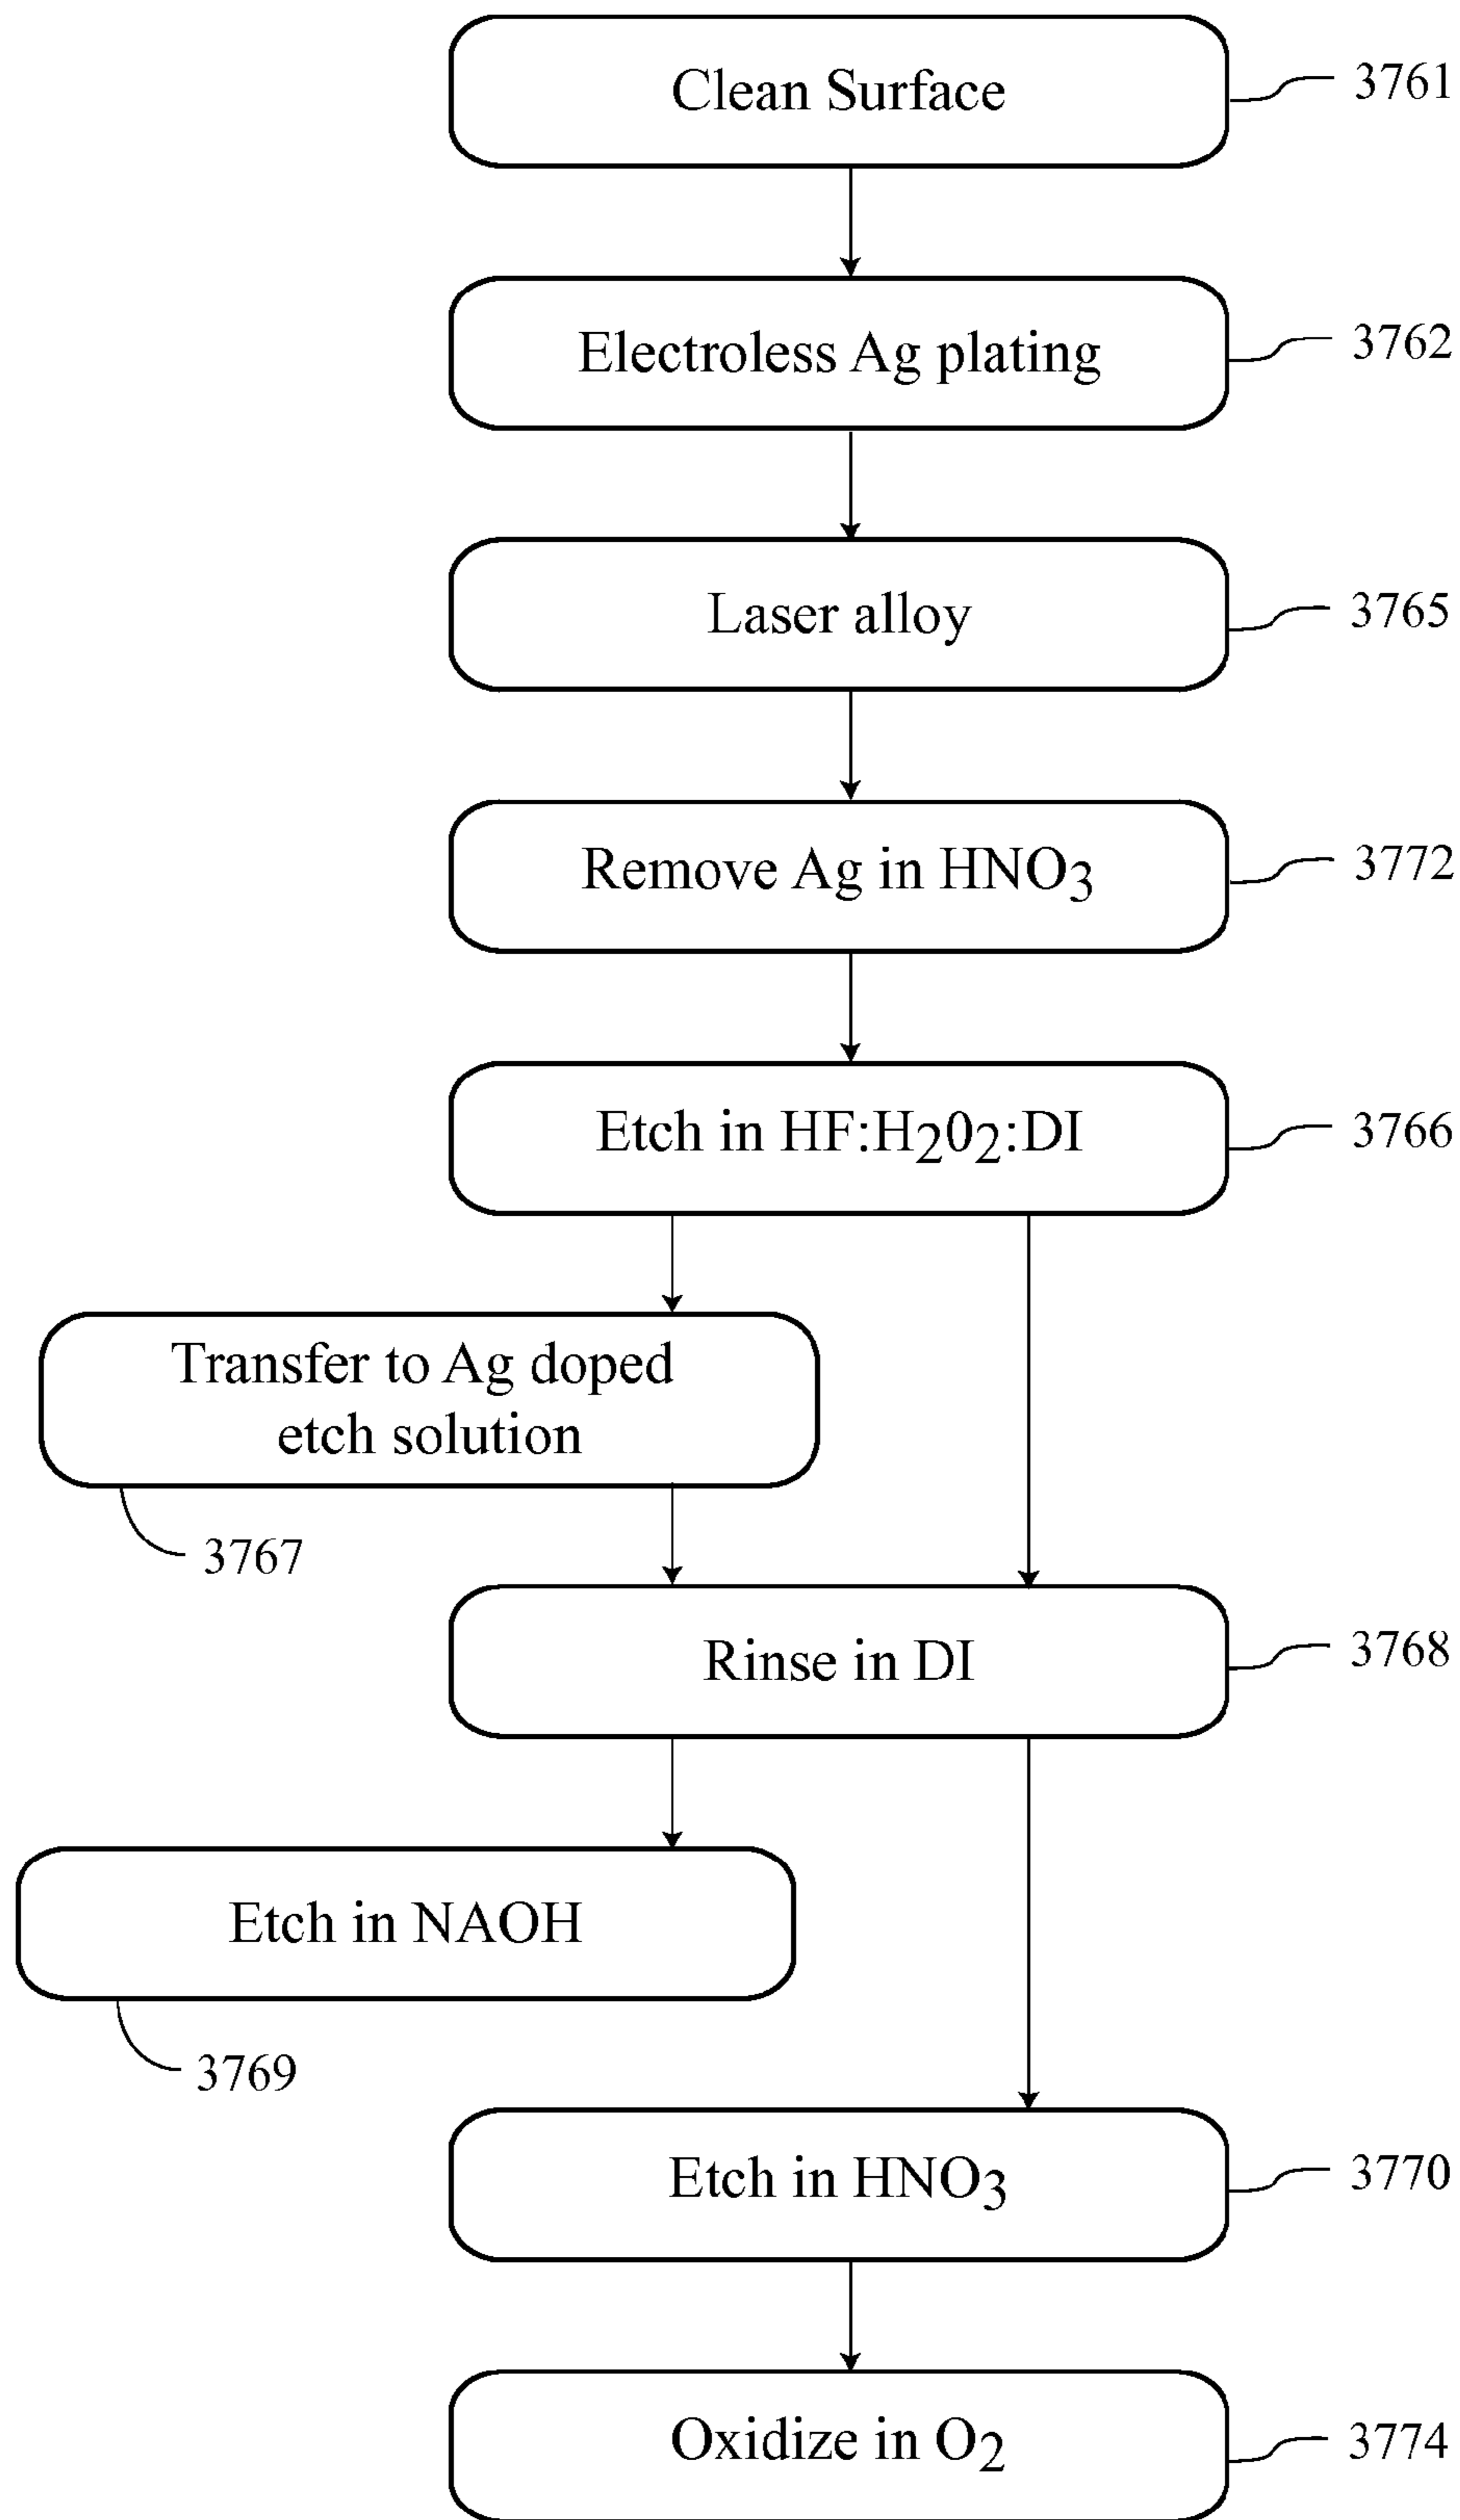 Clean Surface
3761
Electroless Ag plating
3762
Laser alloy
3765
Remove Ag in HNO3
3772
Etch in HF:H202:DI
3766
Transfer to Ag doped
etch solution
3767
Rinse in DI
3768
Etch in NAOH
3769
Etch in HNO3
3770
Oxidize in O2
3774